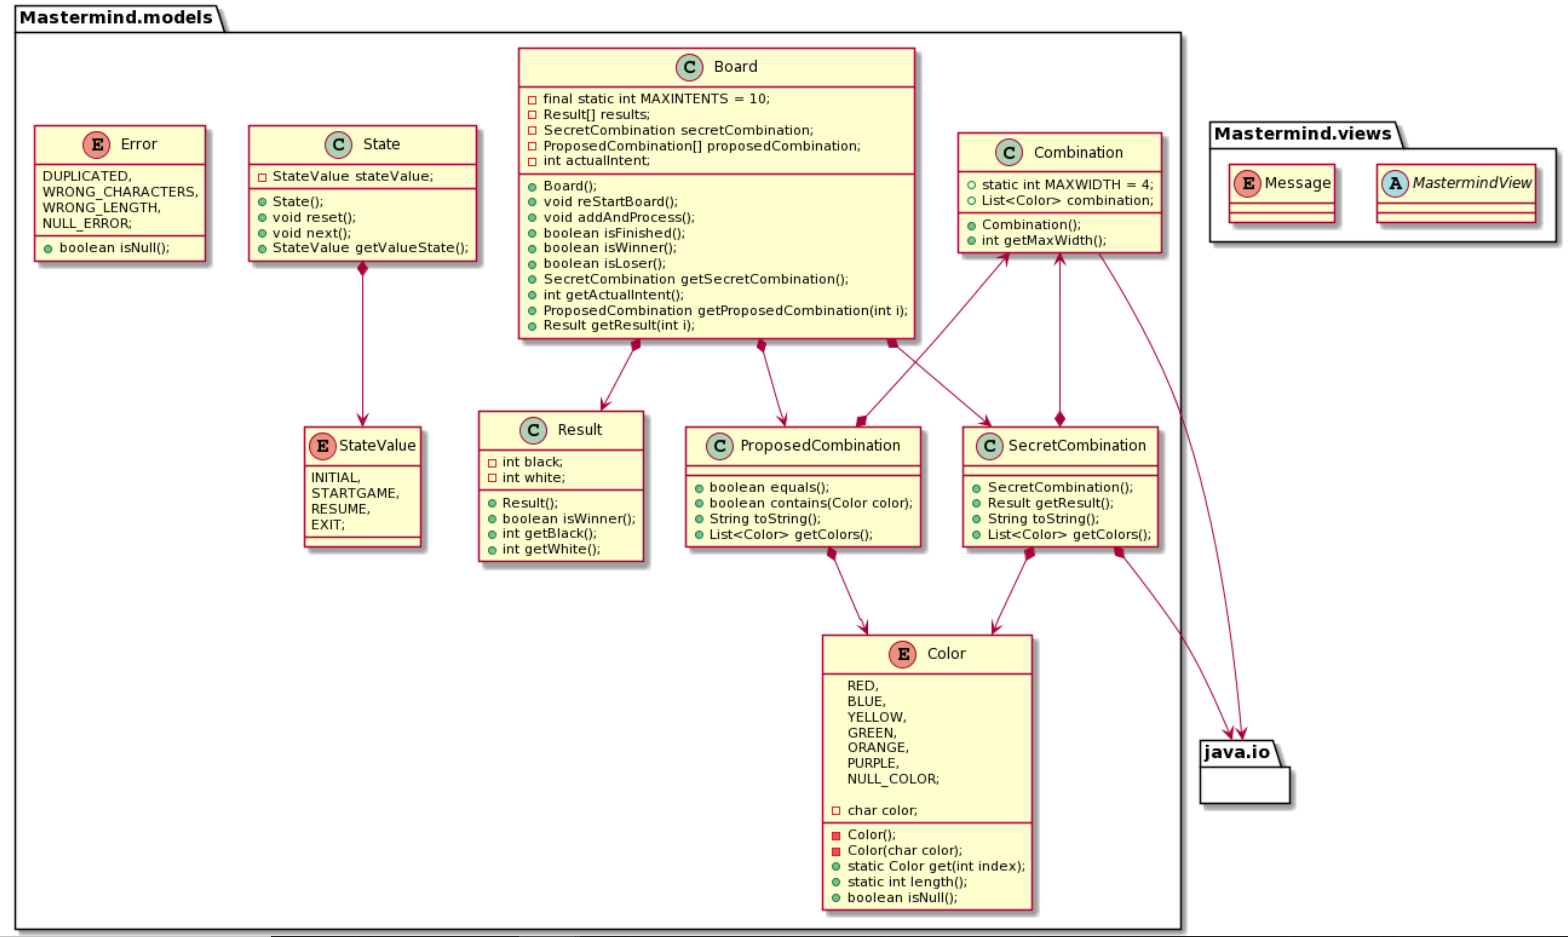 Mastermind.models
E Error
DUPLICATED,
WRONG_CHARACTERS,
WRONG_LENGTH,
NULL_ERROR;
boolean isNull();
C State
StateValue stateValue;
State();
void reset();
void next();
StateValue getValueState();
C Board
final static int MAXINTENTS = 10;
Result[] results;
SecretCombination secretCombination;
ProposedCombination[] proposedCombination;
int actualIntent;
Board();
void reStartBoard();
void addAndProcess();
boolean isFinished();
boolean isWinner();
boolean isLoser();
SecretCombination getSecretCombination();
int getActualIntent();
ProposedCombination getProposedCombination(int i);
Result getResult(int i);
C Combination
static int MAXWIDTH = 4;
List<Color> combination;
Combination();
int getMaxWidth();
Mastermind.views
E Message
A MastermindView
E StateValue
INITIAL,
STARTGAME,
RESUME,
EXIT;
C Result
int black;
int white;
Result();
boolean isWinner();
int getBlack();
int getWhite();
C ProposedCombination
boolean equals();
boolean contains(Color color);
String toString();
List<Color> getColors();
C SecretCombination
SecretCombination();
Result getResult();
String toString();
List<Color> getColors();
E Color
RED,
BLUE,
YELLOW,
GREEN,
ORANGE,
PURPLE,
NULL_COLOR;
char color;
Color();
Color(char color);
static Color get(int index);
static int length();
boolean isNull();
java.io